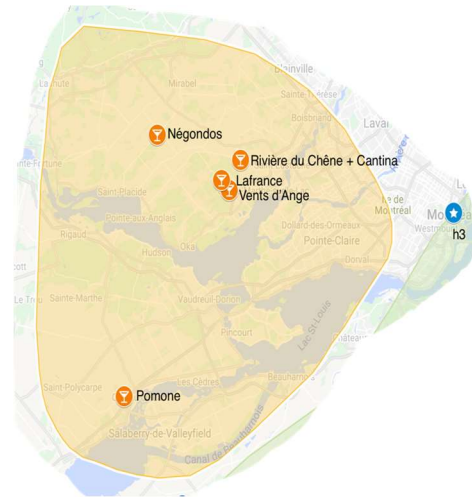 Lachute
Mirabel
Blainville
Sainte-Thérèse
Boisbriand
Laval
Négondos
Rivière du Chêne + Cantina
Lafrance
Vents d'Ange
Saint-Placide
Pointe-aux-Anglais
Oka
Hudson
Rigaud
Dollard-des-Ormeaux
Pointe-Claire
Dorval
h3
Sainte-Marthe
Vaudreuil-Dorion
Pincourt
Lac St-Louis
Saint-Polycarpe
Les Cèdres
Beauharnois
Pomone
Salaberry-de-Valleyfield
Canal de Beauharnois